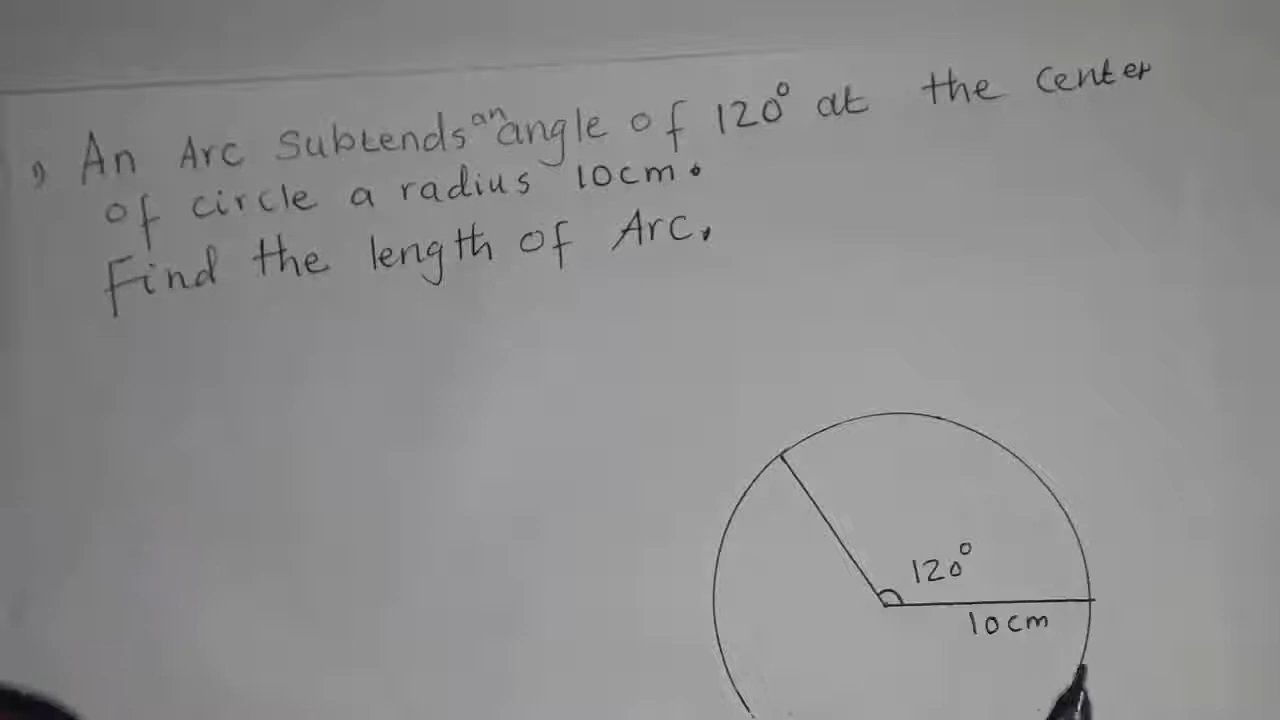 , An Arc subtends an angle of 120° at the center
of circle a radius 10cm.
Find the length of Arc.
120°
10cm